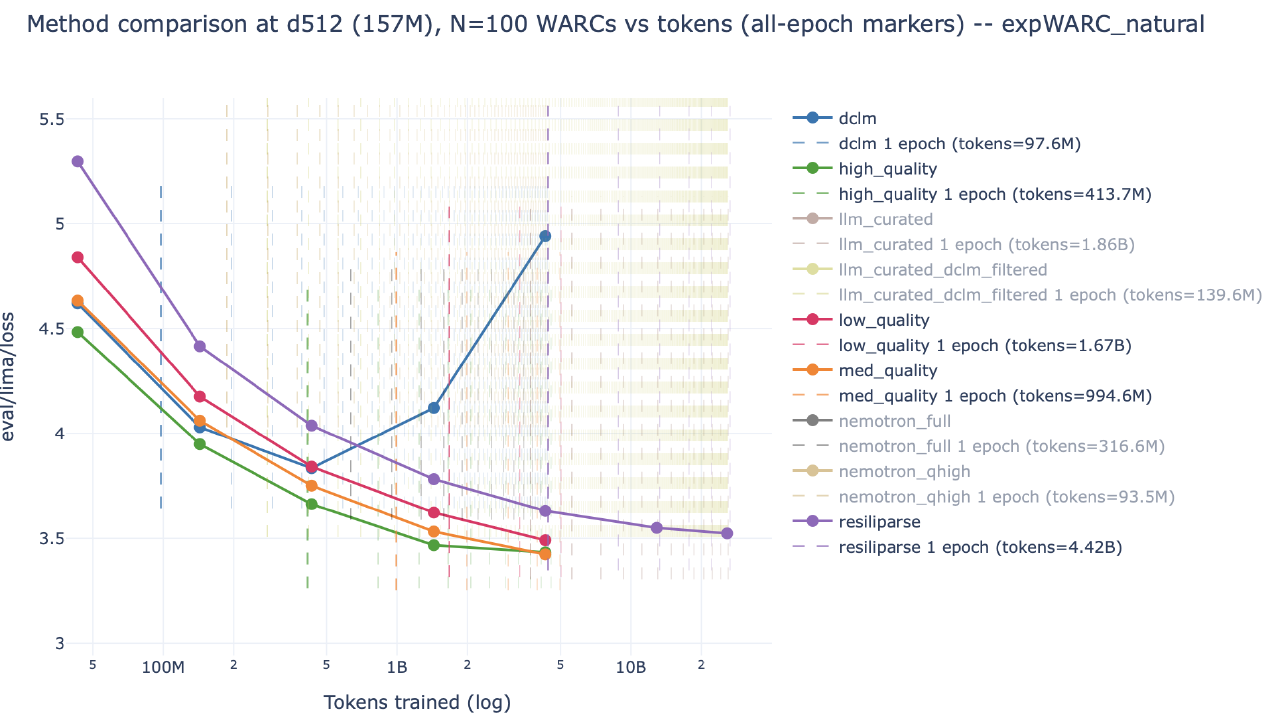 Method comparison at d512 (157M), N=100 WARCs vs tokens (all-epoch markers) -- expWARC_natural
eval/lima/loss
5.5
5
4.5
4
3.5
3
5
100M
2
5
1B
2
5
10B
2
Tokens trained (log)
dclm
dclm 1 epoch (tokens=97.6M)
high_quality
high_quality 1 epoch (tokens=413.7M)
llm_curated
llm_curated 1 epoch (tokens=1.86B)
llm_curated_dclm_filtered
llm_curated_dclm_filtered 1 epoch (tokens=139.6M)
low_quality
low_quality 1 epoch (tokens=1.67B)
med_quality
med_quality 1 epoch (tokens=994.6M)
nemotron_full
nemotron_full 1 epoch (tokens=316.6M)
nemotron_qhigh
nemotron_qhigh 1 epoch (tokens=93.5M)
resiliparse
resiliparse 1 epoch (tokens=4.42B)